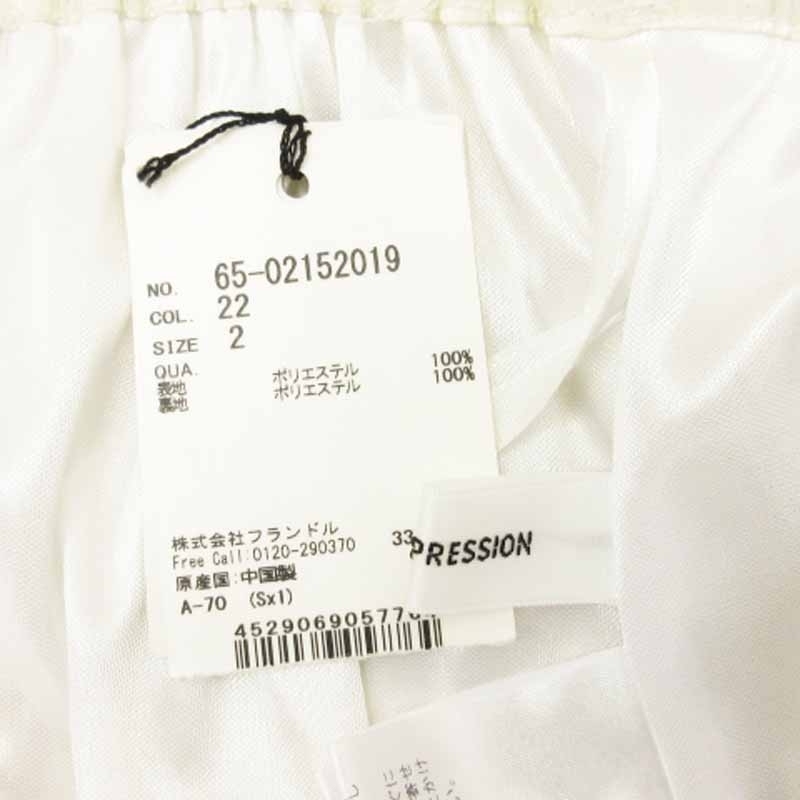 NO. 65-02152019
COL. 22
SIZE 2
QUA.
表地 ポリエステル 100%
裏地 ポリエステル 100%
株式会社フランドル 33
Free Call:0120-290370
原産国:中国製
A-70 (Sx1)
PRESSION